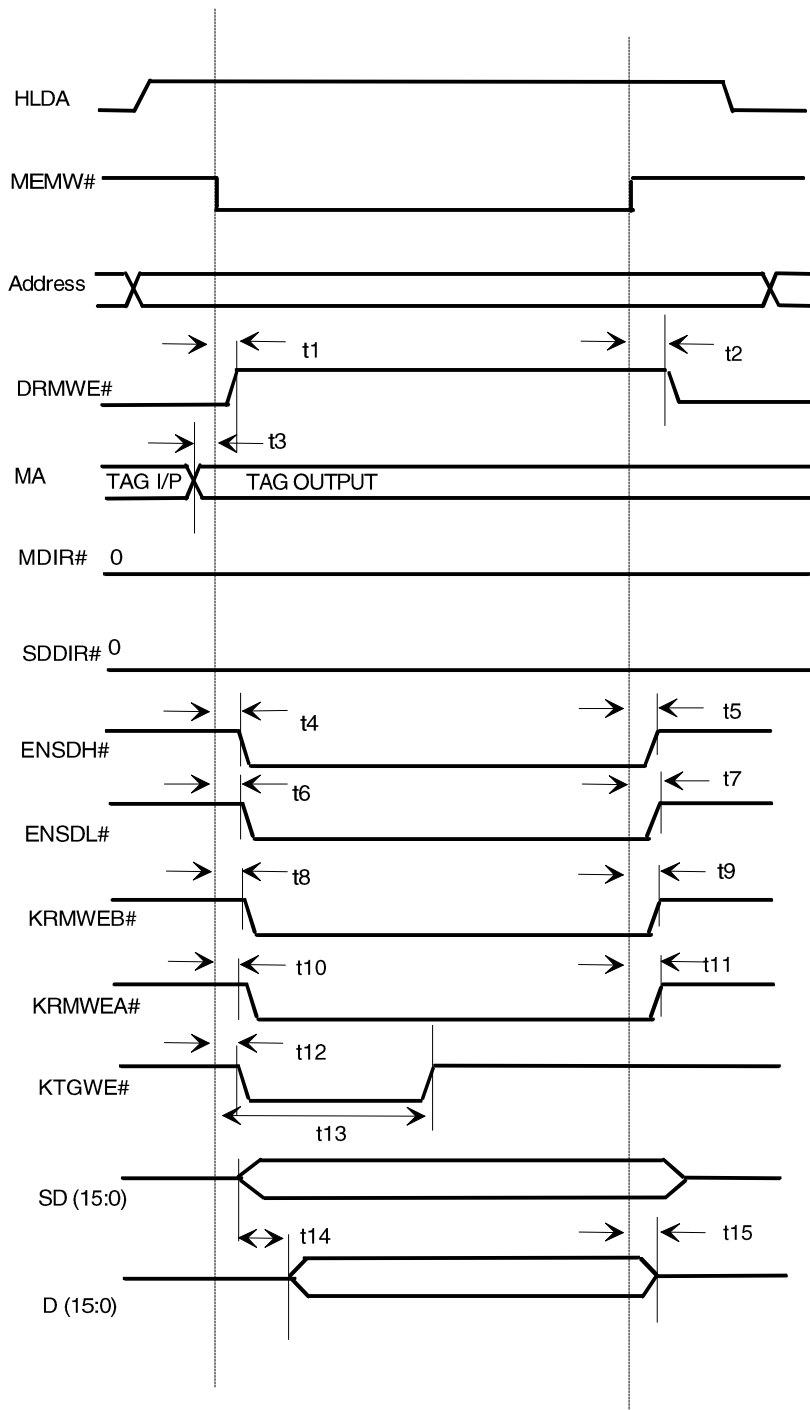 HLDA
MEMW#
Address
t1
t2
DRMWE#
t3
MA
TAG I/P
TAG OUTPUT
MDIR# 0
SDDIR# 0
t4
t5
ENSDH#
t6
t7
ENSDL#
t8
t9
KRMWEB#
t10
t11
KRMWEA#
t12
KTGWE#
t13
SD (15:0)
t14
t15
D (15:0)